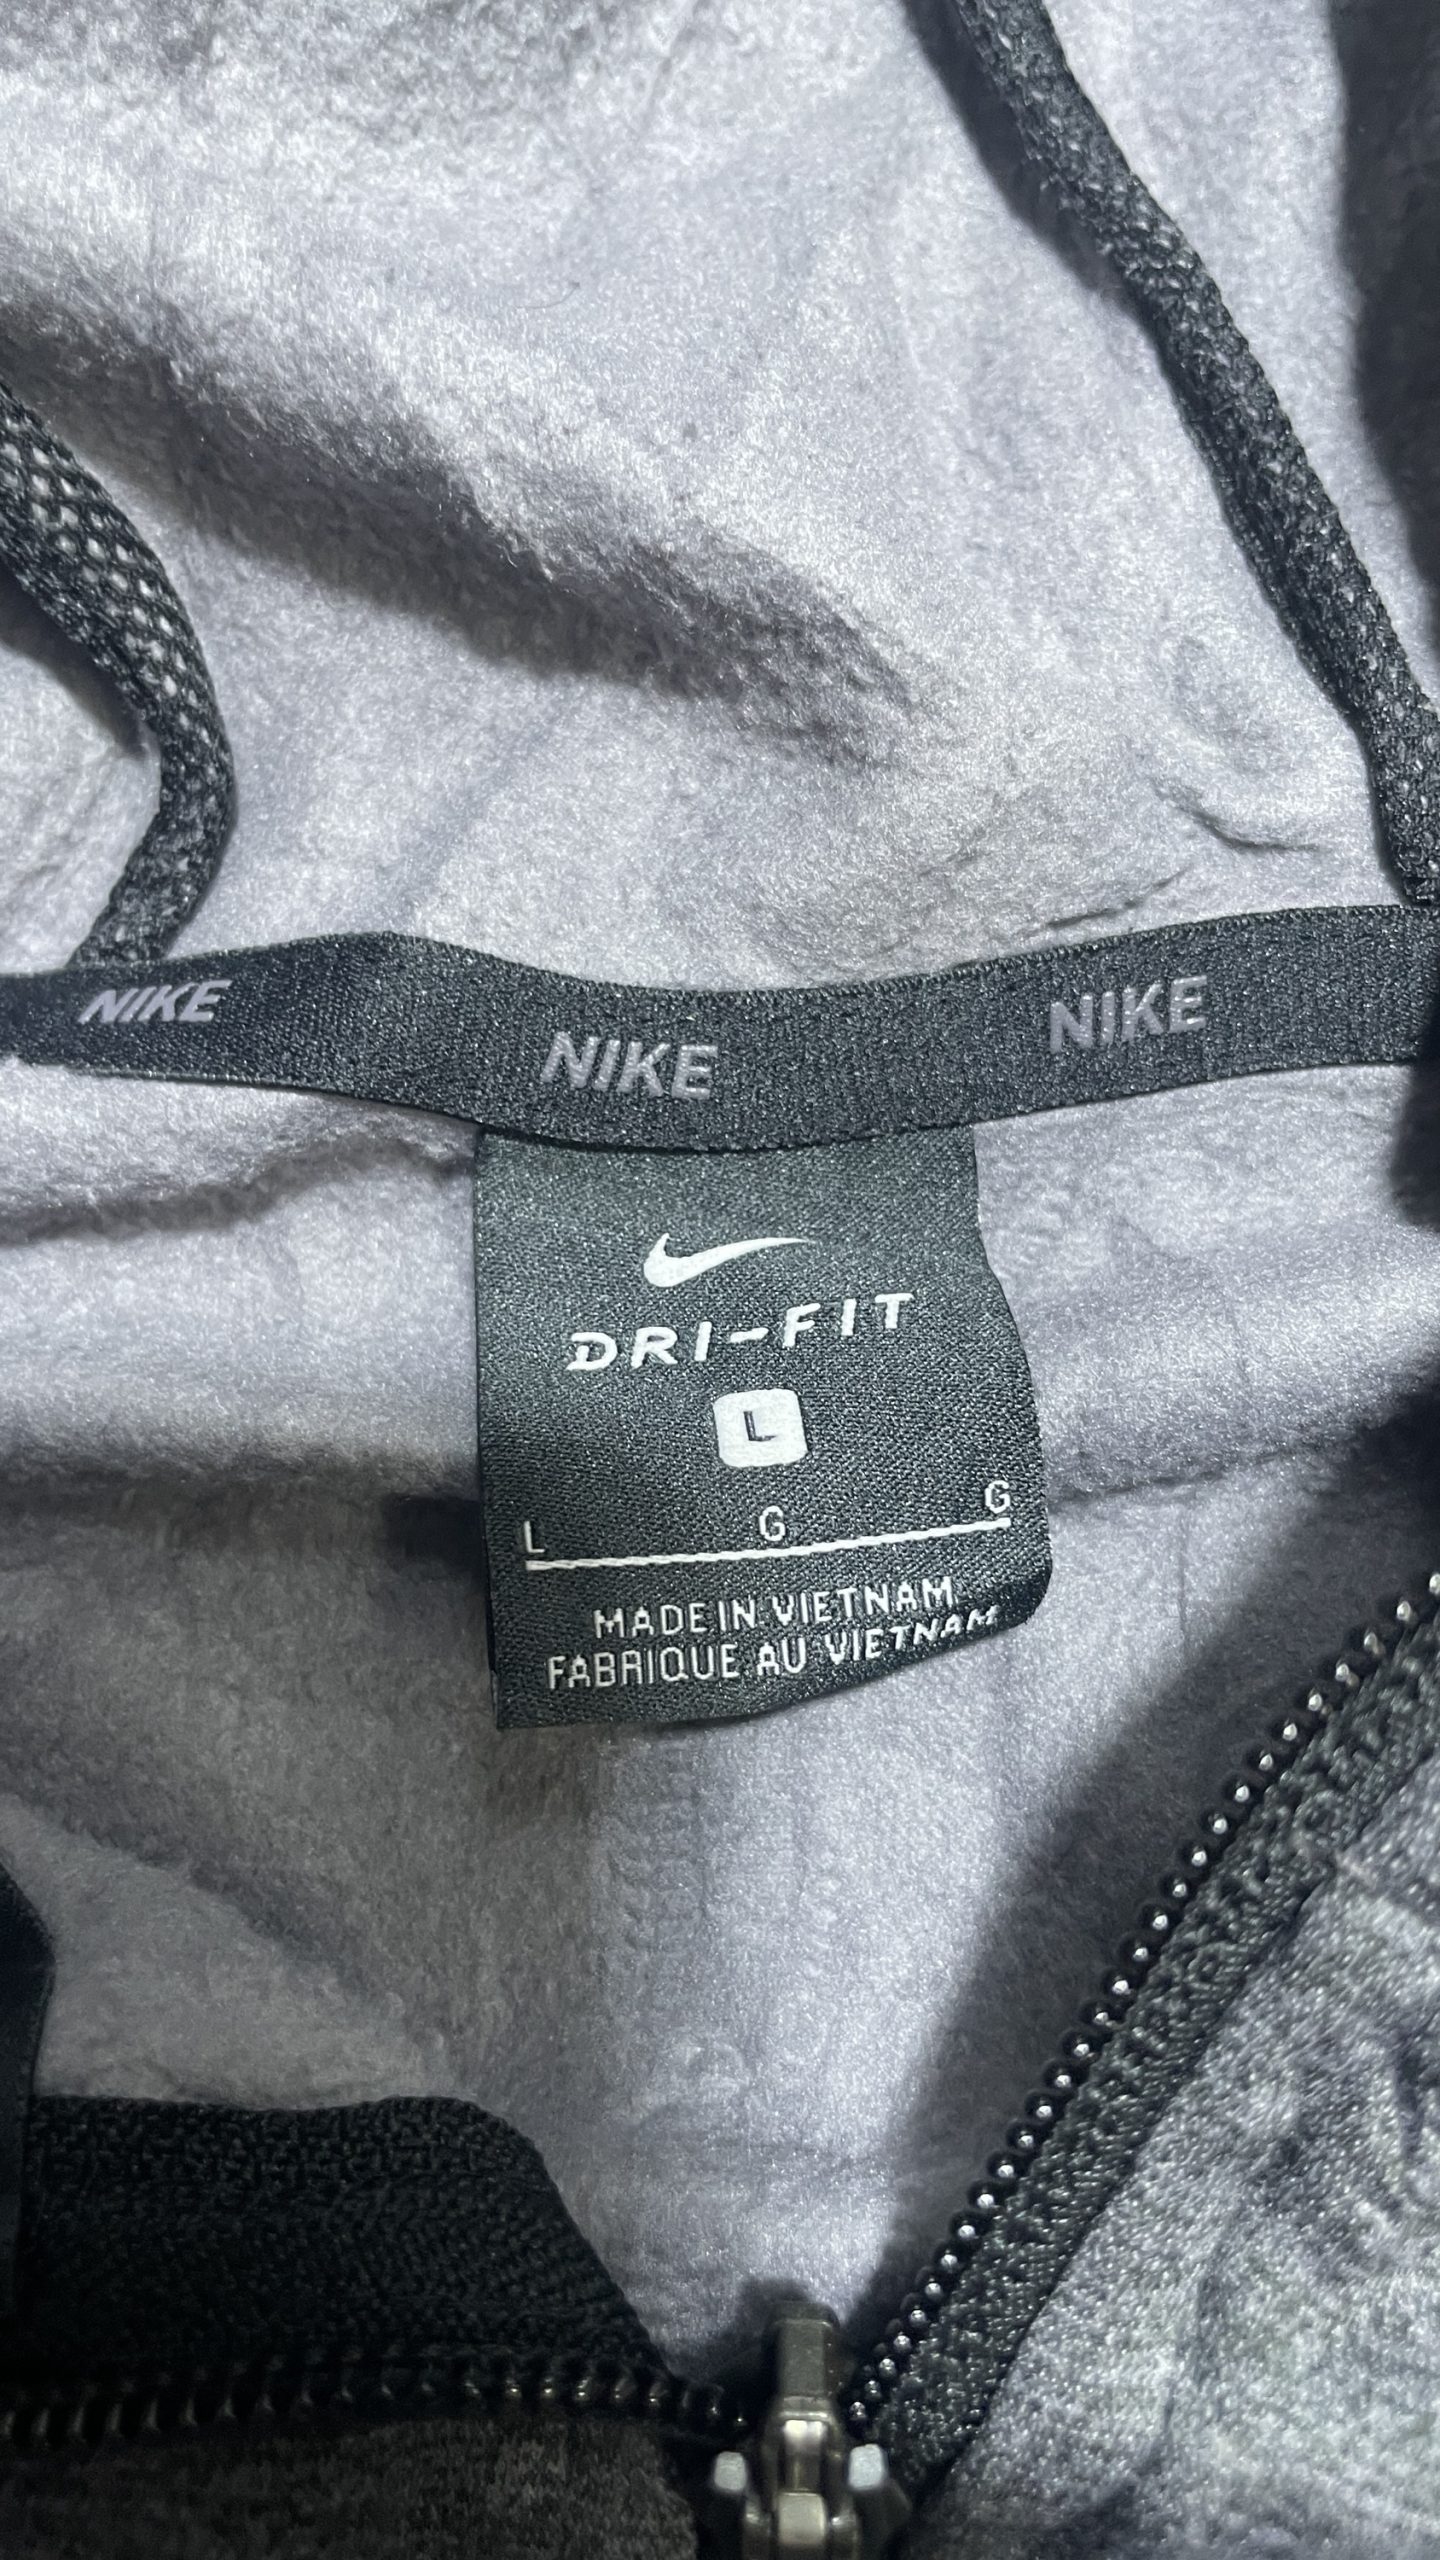 NIKE NIKE NIKE
DRI-FIT
L
L G G
MADE IN VIETNAM
FABRIQUE AU VIETNAM